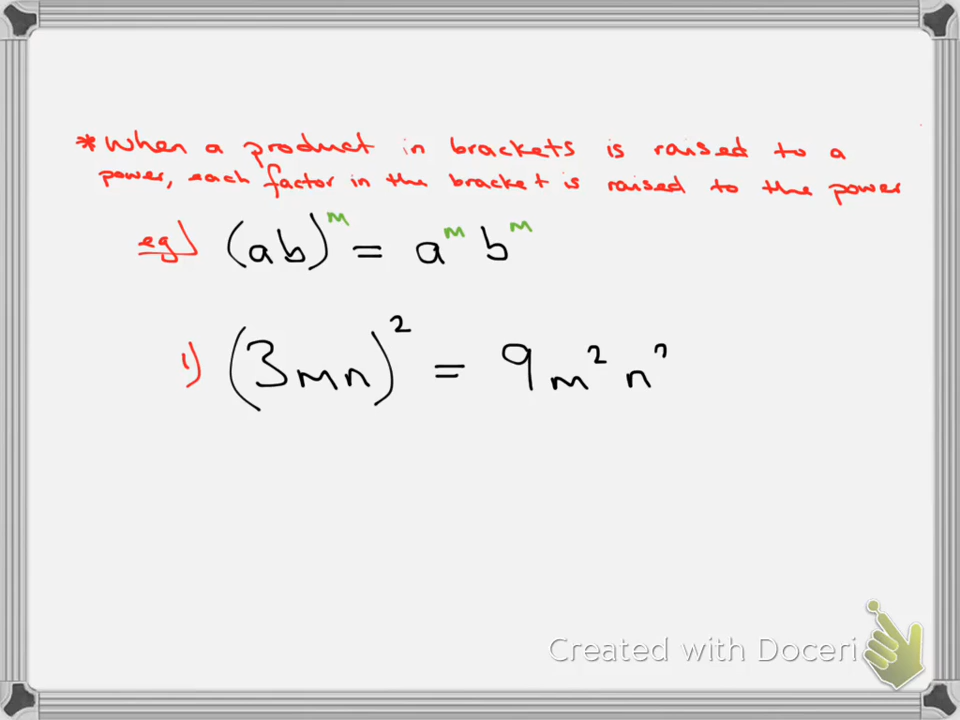 *When a product in brackets is raised to a
power, each factor in the bracket is raised to the power
eg) (ab)^m = a^m b^m
1) (3mn)^2 = 9m^2 n^2
Created with Doceri